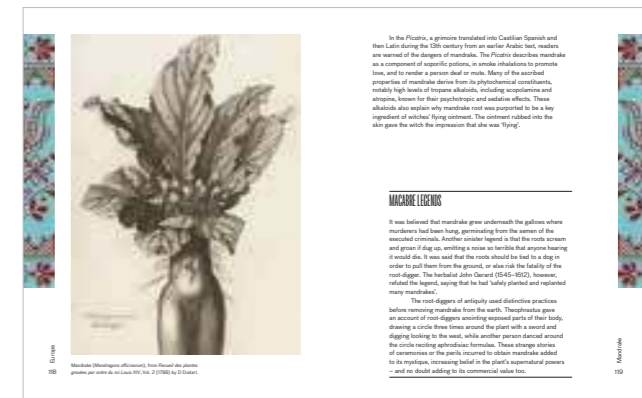 In the Picatrix, a grimoire translated into Castilian Spanish and
then Latin during the 13th century from an earlier Arabic text, readers
are warned of the dangers of mandrake. The Picatrix describes mandrake
as a component of soporific potions, in smoke inhalations to promote
love, and to render a person deaf or mute. Many of the ascribed
properties of mandrake derive from its phytochemical constituents,
notably high levels of tropane alkaloids, including scopolamine and
atropine, known for their psychotropic and sedative effects. These
alkaloids also explain why mandrake root was purported to be a key
ingredient of witches' flying ointment. The ointment rubbed into the
skin gave the witch the impression that she was 'flying'.
MACABRE LEGENDS
It was believed that mandrake grew underneath the gallows where
murderers had been hung, germinating from the semen of the
executed criminals. Another sinister legend is that the roots scream
and groan if dug up, emitting a noise so terrible that anyone hearing
it would die. It was said that the roots should be tied to a dog in
order to pull them from the ground, or else risk the fatality of the
root-digger. The herbalist John Gerard (1545–1612), however,
refuted the legend, saying that he had 'safely planted and replanted
many mandrakes'.
The root-diggers of antiquity used distinctive practices
before removing mandrake from the earth. Theophrastus gave
an account of root-diggers anointing exposed parts of their body,
drawing a circle three times around the plant with a sword and
digging looking to the west, while another person danced around
the circle reciting aphrodisiac formulas. These strange stories
of ceremonies or the perils incurred to obtain mandrake added
to its mystique, increasing belief in the plant's supernatural powers
– and no doubt adding to its commercial value too.
Europe
118
Mandrake (Mandragora officinarum), from Recueil des plantes
gravées par ordre du roi Louis XIV, Vol. 2 (1788) by D Dodart.
Mandrake
119